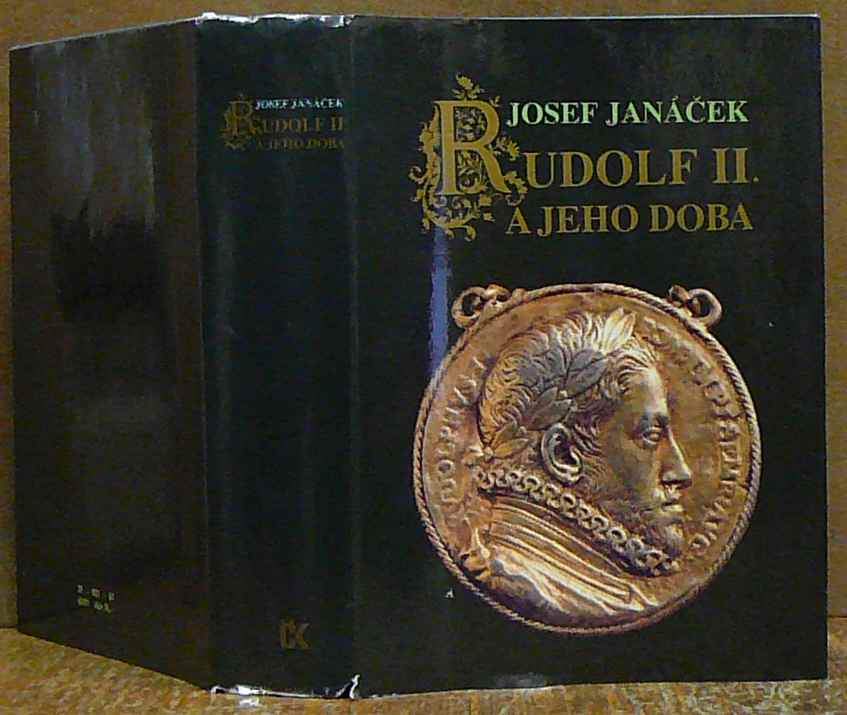 JOSEF JANÁČEK
RUDOLF II.
A JEHO DOBA
JOSEF JANÁČEK
RUDOLF II.
A JEHO DOBA
ČK